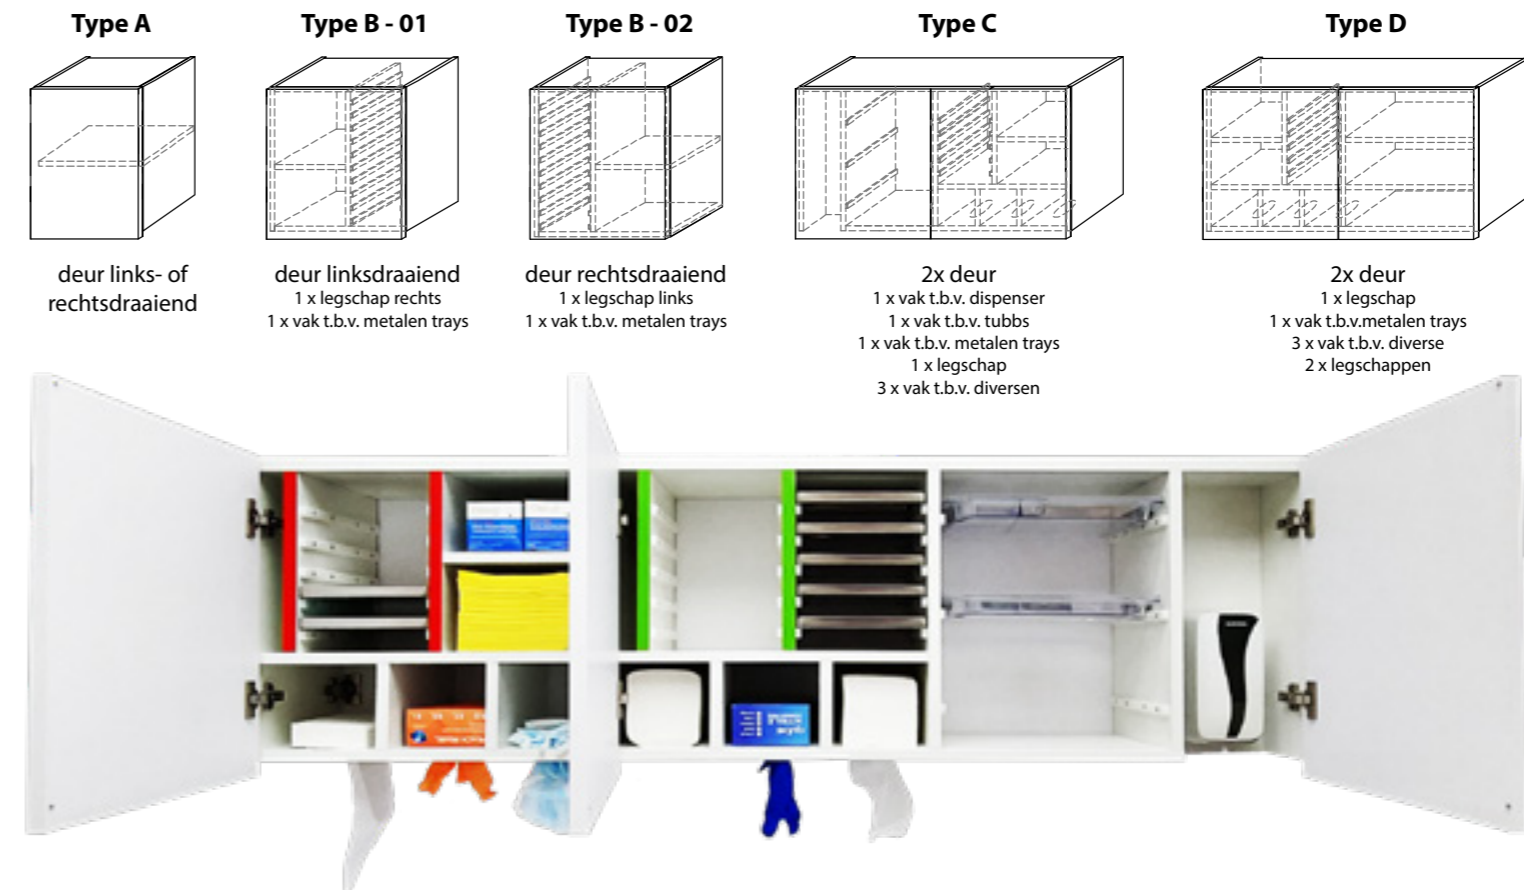 Type A
deur links- of
rechtsdraaiend
Type B - 01
deur linksdraaiend
1 x legschap rechts
1 x vak t.b.v. metalen trays
Type B - 02
deur rechtsdraaiend
1 x legschap links
1 x vak t.b.v. metalen trays
Type C
2x deur
1 x vak t.b.v. dispenser
1 x vak t.b.v. tubbs
1 x vak t.b.v. metalen trays
1 x legschap
3 x vak t.b.v. diversen
Type D
2x deur
1 x legschap
1 x vak t.b.v.metalen trays
3 x vak t.b.v. diverse
2 x legschappen